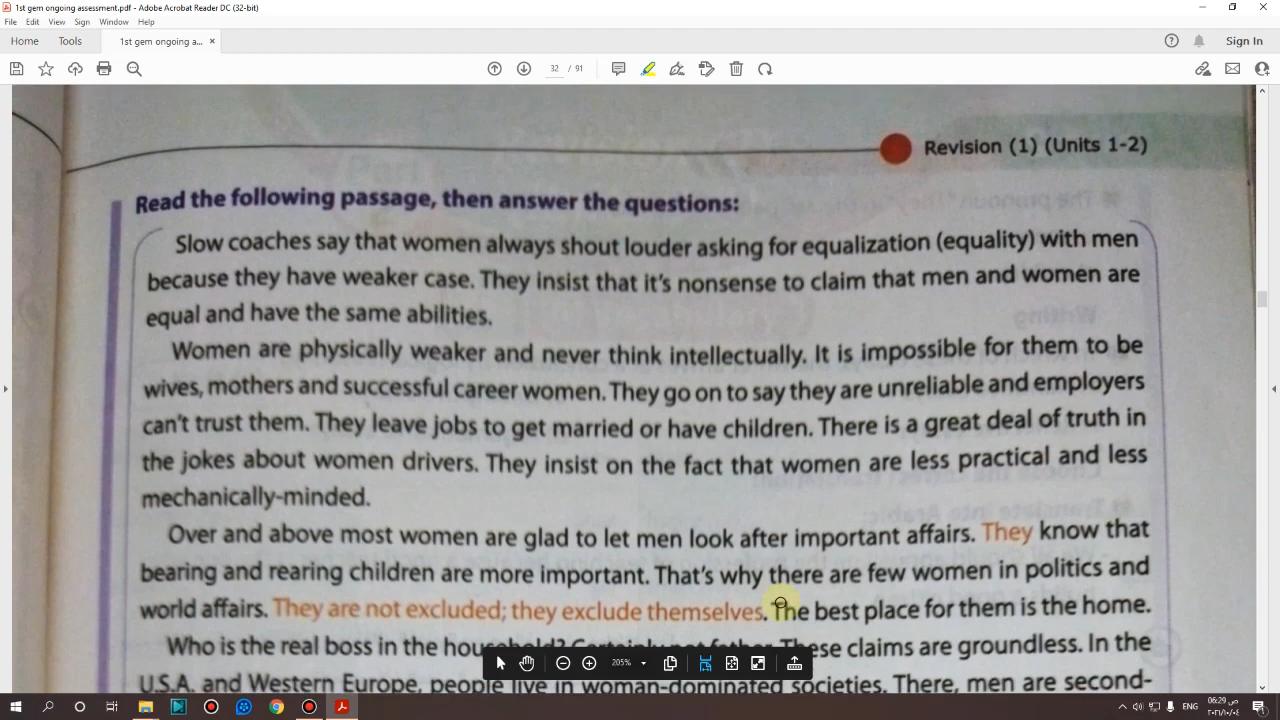 1st gem ongoing assessment.pdf - Adobe Acrobat Reader DC (32-bit)
File Edit View Sign Window Help
Home Tools 1st gem ongoing a... × Sign In
32 / 91
Revision (1) (Units 1-2)
Read the following passage, then answer the questions:
Slow coaches say that women always shout louder asking for equalization (equality) with men
because they have weaker case. They insist that it's nonsense to claim that men and women are
equal and have the same abilities.
Women are physically weaker and never think intellectually. It is impossible for them to be
wives, mothers and successful career women. They go on to say they are unreliable and employers
can't trust them. They leave jobs to get married or have children. There is a great deal of truth in
the jokes about women drivers. They insist on the fact that women are less practical and less
mechanically-minded.
Over and above most women are glad to let men look after important affairs. They know that
bearing and rearing children are more important. That's why there are few women in politics and
world affairs. They are not excluded; they exclude themselves. The best place for them is the home.
Who is the real boss in the household? Certainly not father. These claims are groundless. In the
U.S.A. and Western Europe, people live in woman-dominated societies. There, men are second-
205%
ENG 06:29 ص